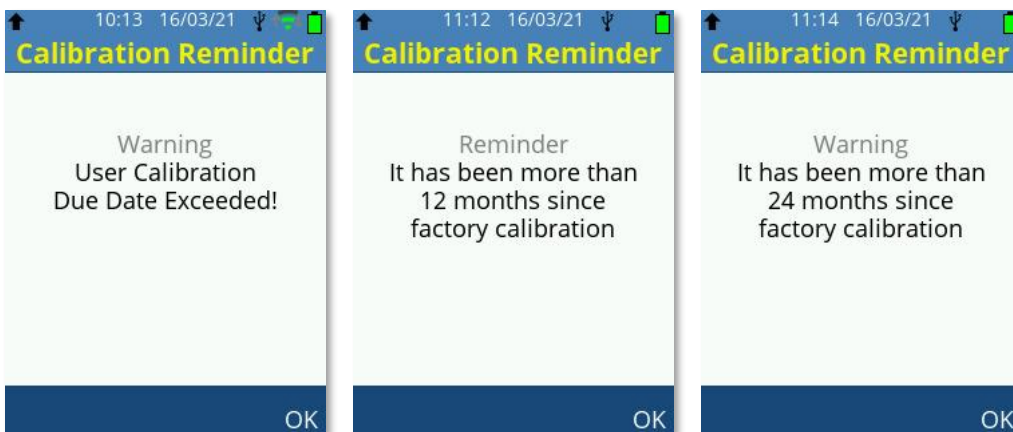 10:13 16/03/21
Calibration Reminder
Warning
User Calibration
Due Date Exceeded!
OK
11:12 16/03/21
Calibration Reminder
Reminder
It has been more than
12 months since
factory calibration
OK
11:14 16/03/21
Calibration Reminder
Warning
It has been more than
24 months since
factory calibration
OK